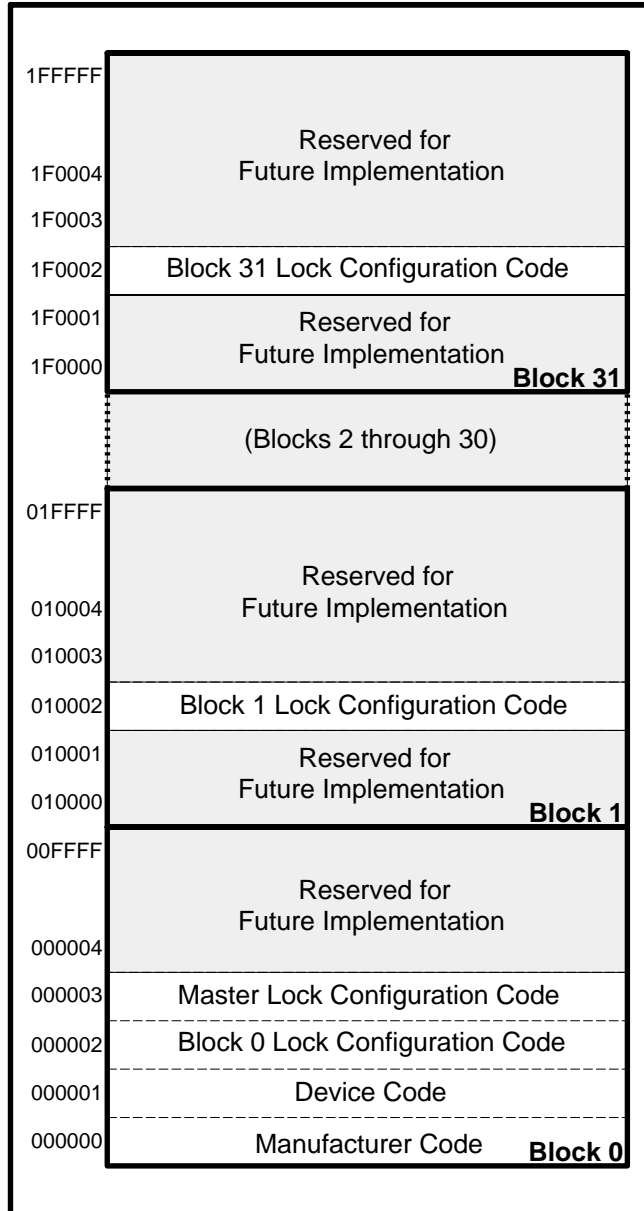 1FFFFF
Reserved for
Future Implementation
1F0004
1F0003
1F0002
Block 31 Lock Configuration Code
1F0001
Reserved for
Future Implementation
1F0000
Block 31
(Blocks 2 through 30)
01FFFF
Reserved for
Future Implementation
010004
010003
010002
Block 1 Lock Configuration Code
010001
Reserved for
Future Implementation
010000
Block 1
00FFFF
Reserved for
Future Implementation
000004
000003
Master Lock Configuration Code
000002
Block 0 Lock Configuration Code
000001
Device Code
000000
Manufacturer Code
Block 0